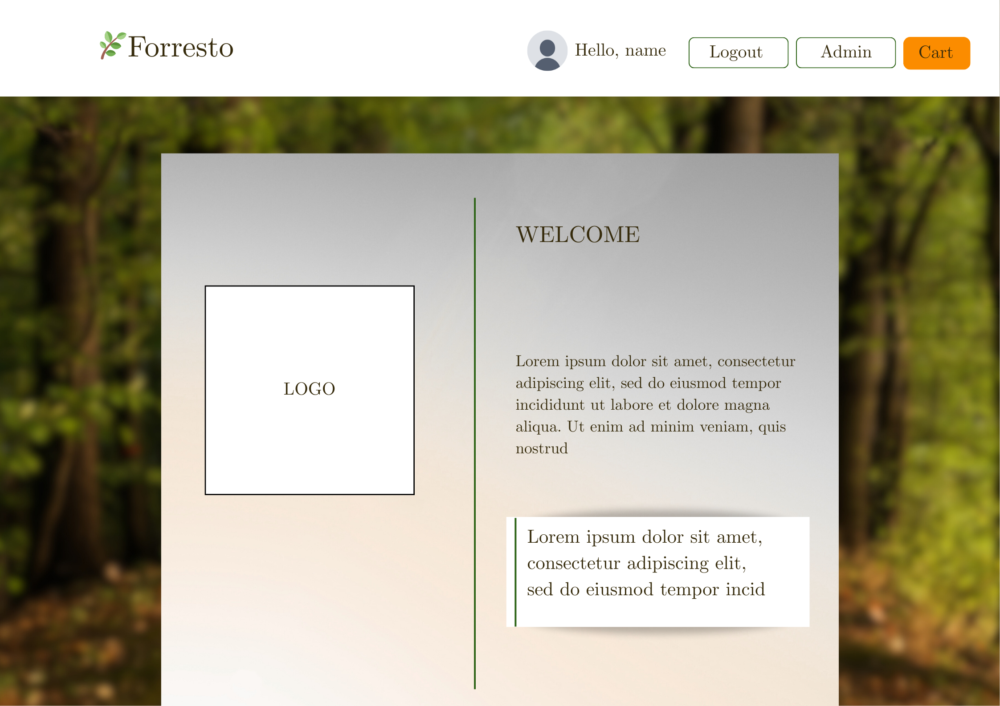 Forresto
Hello, name
Logout
Admin
Cart
WELCOME
LOGO
Lorem ipsum dolor sit amet, consectetur
adipiscing elit, sed do eiusmod tempor
incididunt ut labore et dolore magna
aliqua. Ut enim ad minim veniam, quis
nostrud
Lorem ipsum dolor sit amet,
consectetur adipiscing elit,
sed do eiusmod tempor incid